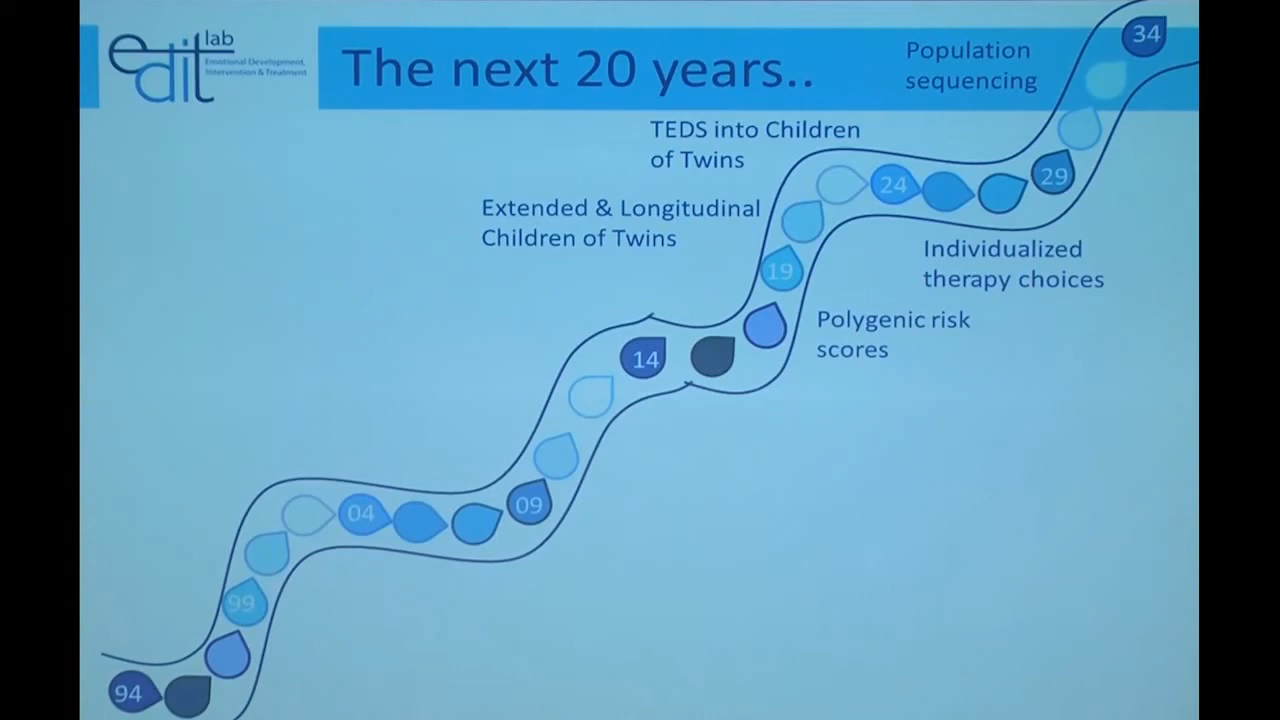 edit lab
Emotional Development,
Intervention & Treatment
The next 20 years..
Population
sequencing
34
TEDS into Children
of Twins
24
29
Extended & Longitudinal
Children of Twins
Individualized
therapy choices
19
Polygenic risk
scores
14
09
04
99
94